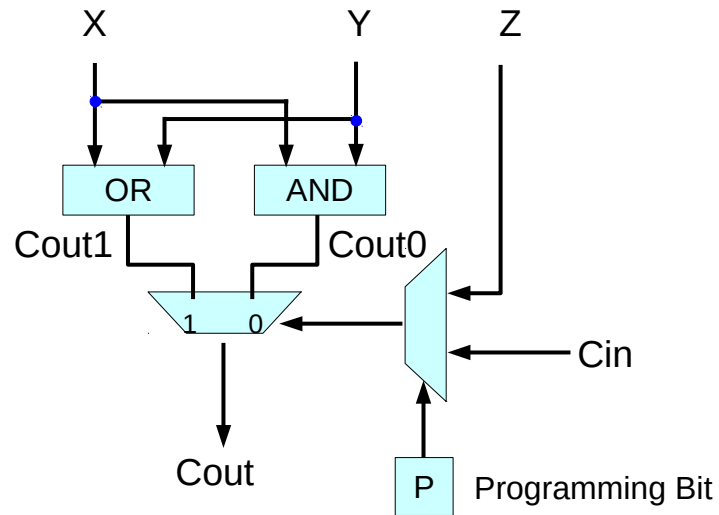 X Y Z
OR AND
Cout1 Cout0
1 0
Cin
Cout
P Programming Bit